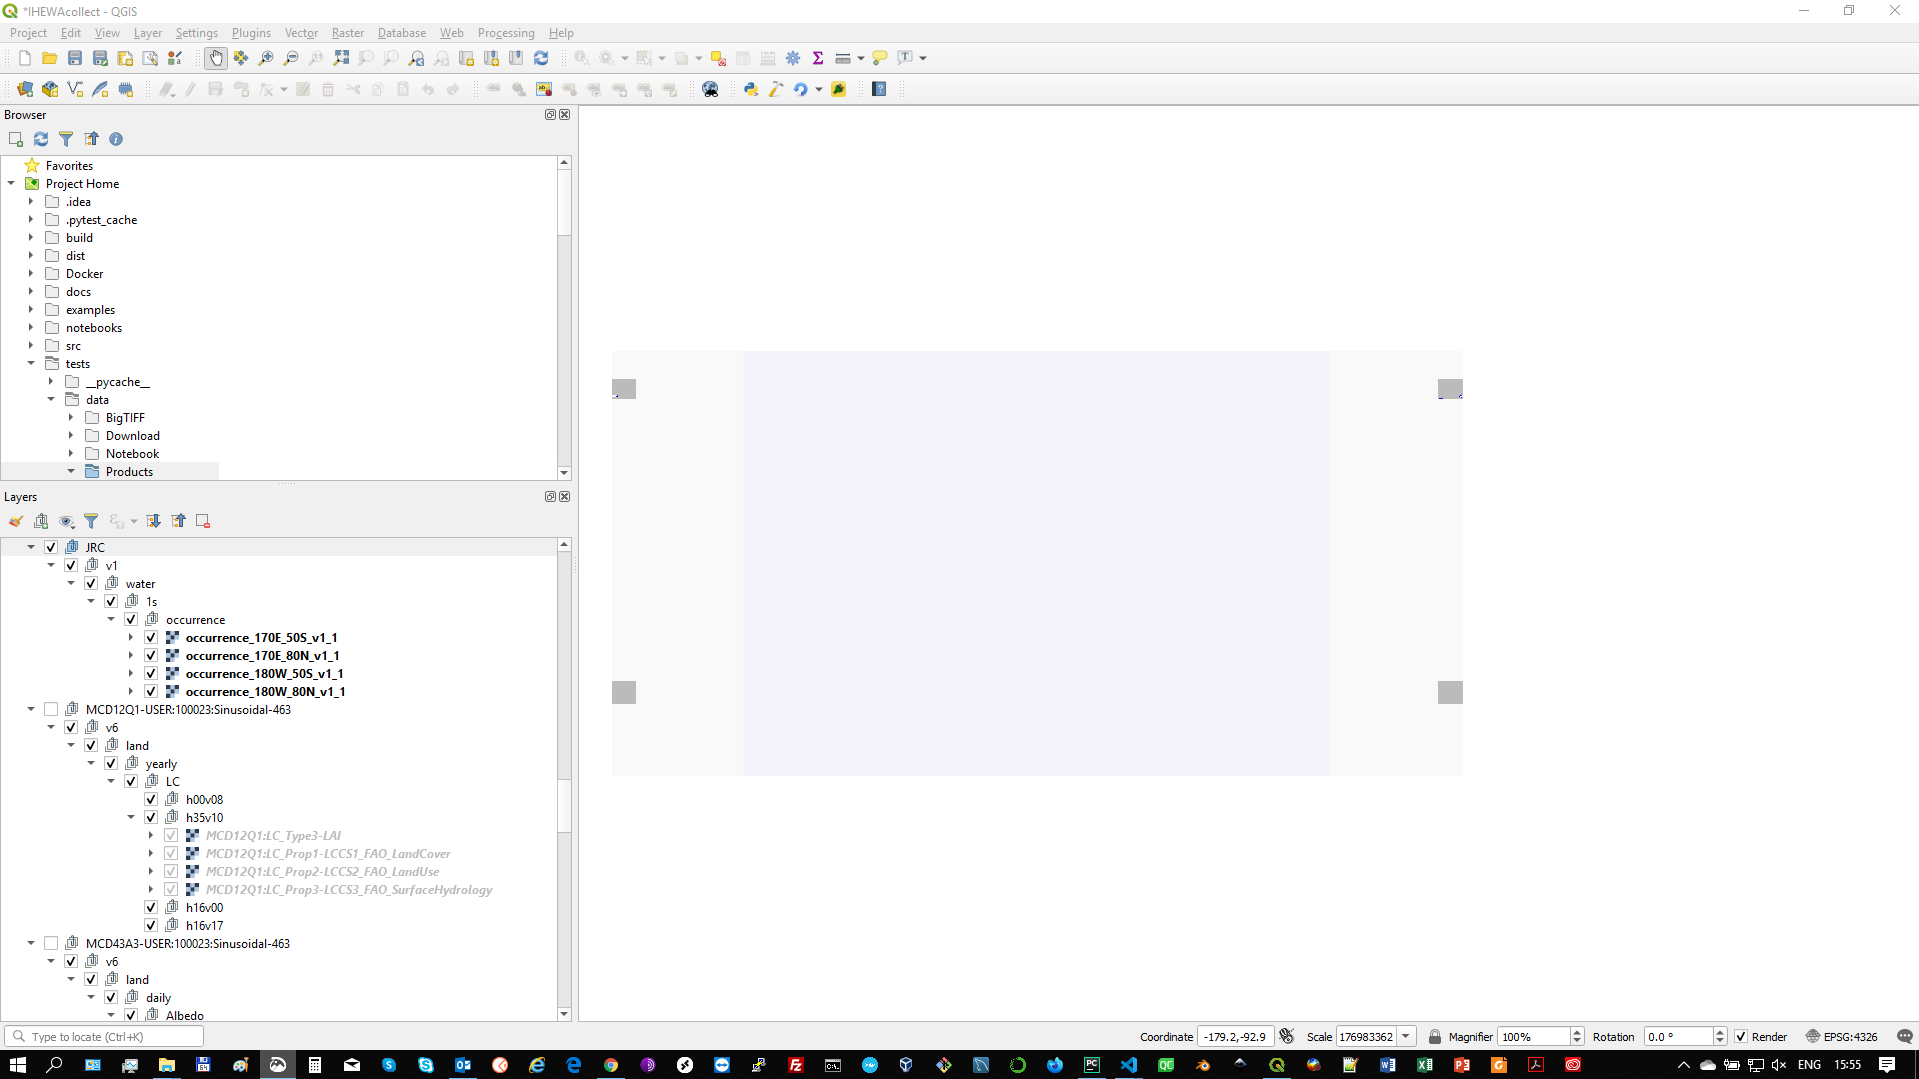 *IHEWAcollect - QGIS
Project Edit View Layer Settings Plugins Vector Raster Database Web Processing Help
Browser
Favorites
Project Home
.idea
.pytest_cache
build
dist
Docker
docs
examples
notebooks
src
tests
__pycache__
data
BigTIFF
Download
Notebook
Products
Layers
JRC
v1
water
1s
occurrence
occurrence_170E_50S_v1_1
occurrence_170E_80N_v1_1
occurrence_180W_50S_v1_1
occurrence_180W_80N_v1_1
MCD12Q1-USER:100023:Sinusoidal-463
v6
land
yearly
LC
h00v08
h35v10
MCD12Q1:LC_Type3-LAI
MCD12Q1:LC_Prop1-LCCS1_FAO_LandCover
MCD12Q1:LC_Prop2-LCCS2_FAO_LandUse
MCD12Q1:LC_Prop3-LCCS3_FAO_SurfaceHydrology
h16v00
h16v17
MCD43A3-USER:100023:Sinusoidal-463
v6
land
daily
Albedo
Type to locate (Ctrl+K) Coordinate -179.2,-92.9 Scale 176983362 Magnifier 100% Rotation 0.0 ° Render EPSG:4326
ENG 15:55